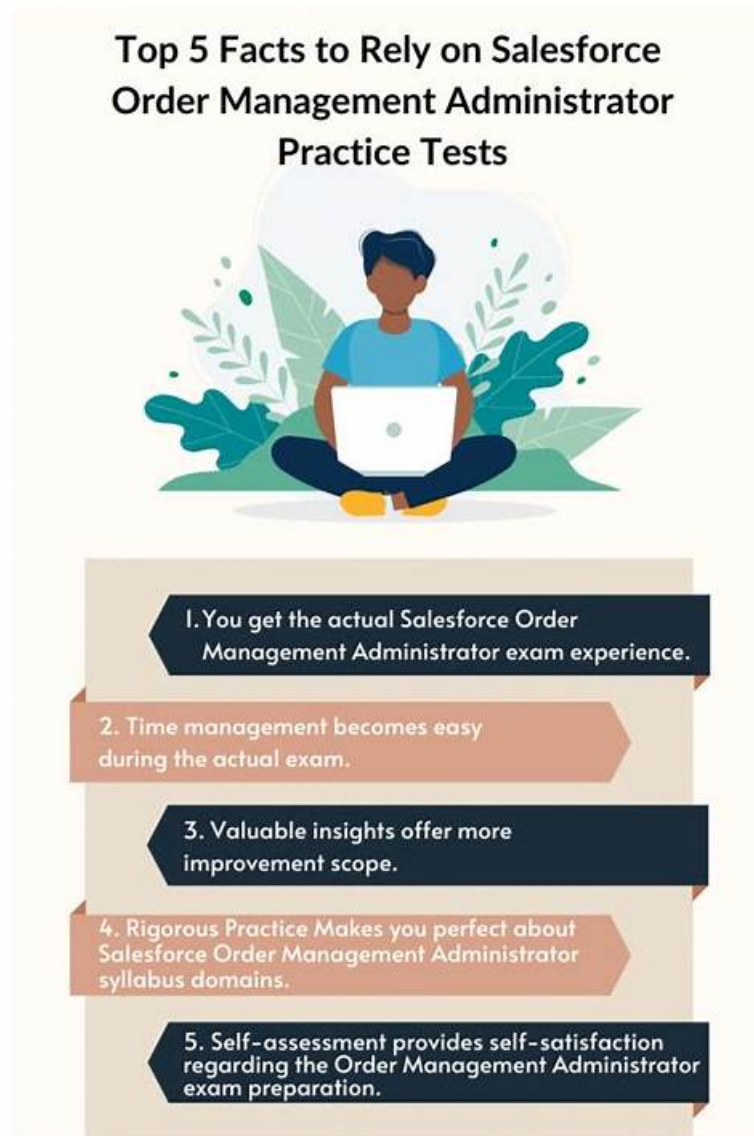 Top 5 Facts to Rely on Salesforce
Order Management Administrator
Practice Tests
1. You get the actual Salesforce Order
Management Administrator exam experience.
2. Time management becomes easy
during the actual exam.
3. Valuable insights offer more
improvement scope.
4. Rigorous Practice Makes you perfect about
Salesforce Order Management Administrator
syllabus domains.
5. Self-assessment provides self-satisfaction
regarding the Order Management Administrator
exam preparation.